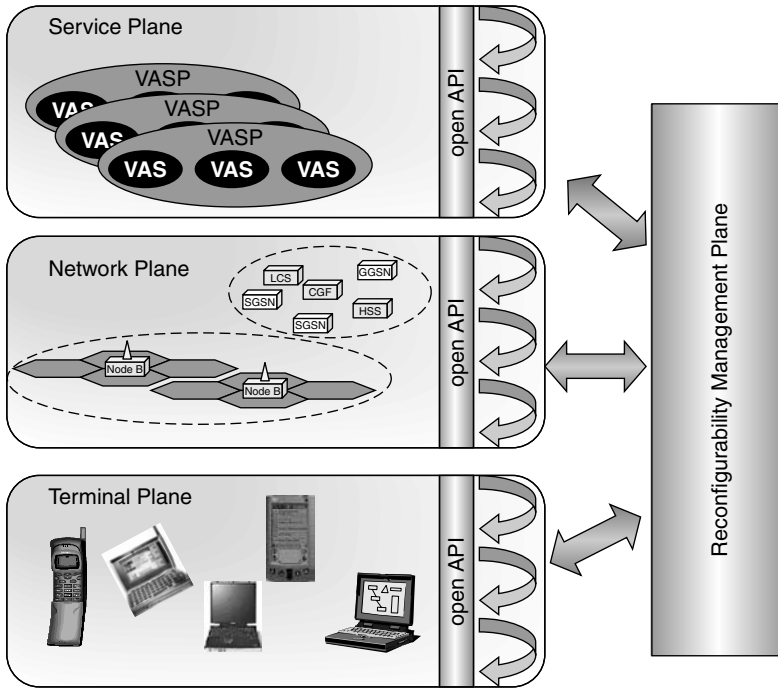 Service Plane
VASP
VAS
VASP
VAS
VASP
VAS VAS VAS
open API
Network Plane
LCS
GGSN
SGSN
CGF
HSS
SGSN
Node B
Node B
open API
Terminal Plane
open API
Reconfigurability Management Plane